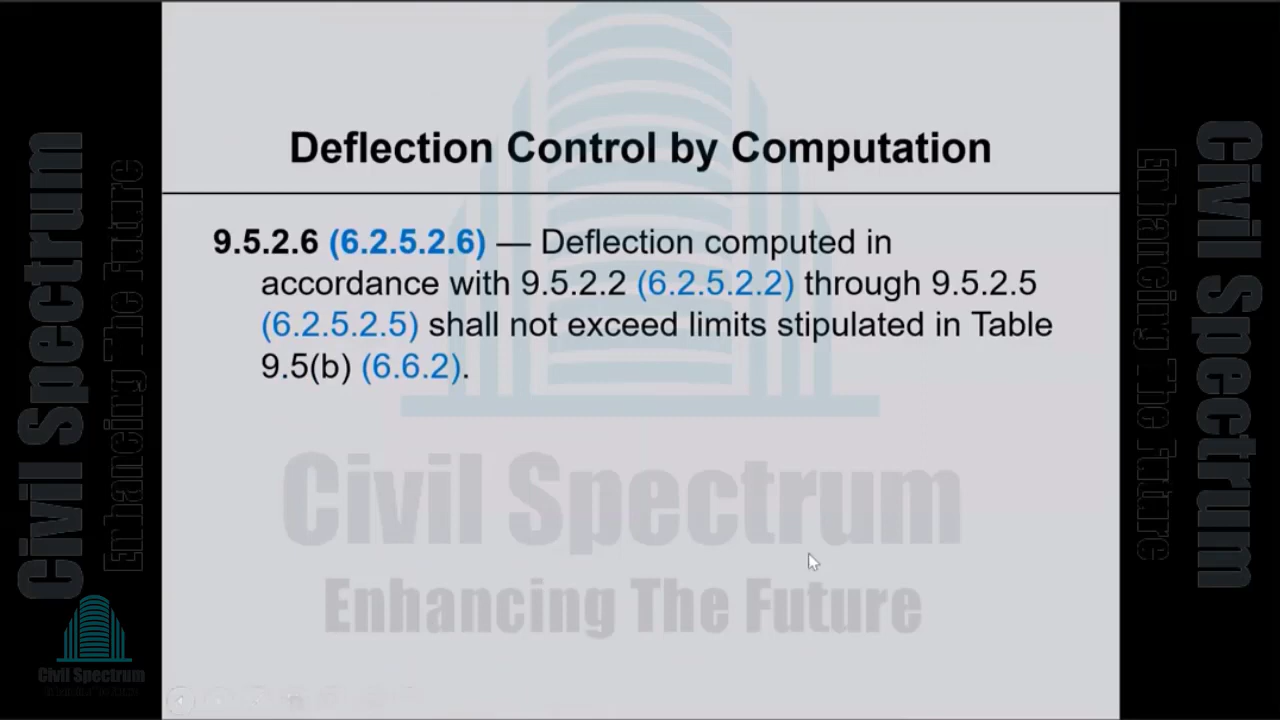 Deflection Control by Computation
9.5.2.6 (6.2.5.2.6) — Deflection computed in
accordance with 9.5.2.2 (6.2.5.2.2) through 9.5.2.5
(6.2.5.2.5) shall not exceed limits stipulated in Table
9.5(b) (6.6.2).
Civil Spectrum
Enhancing The Future
Civil Spectrum
Enhancing The Future
Civil Spectrum
Enhancing The Future
Civil Spectrum